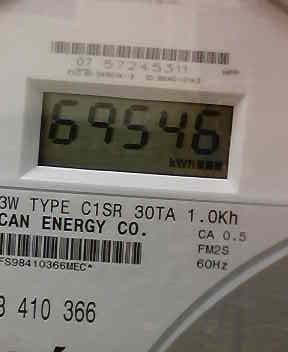 07 57245311
69546
kWh
3W TYPE C1SR 30TA 1.0Kh
CAN ENERGY CO.
CA 0.5
FM2S
FS98410366MEC*
60Hz
410 366